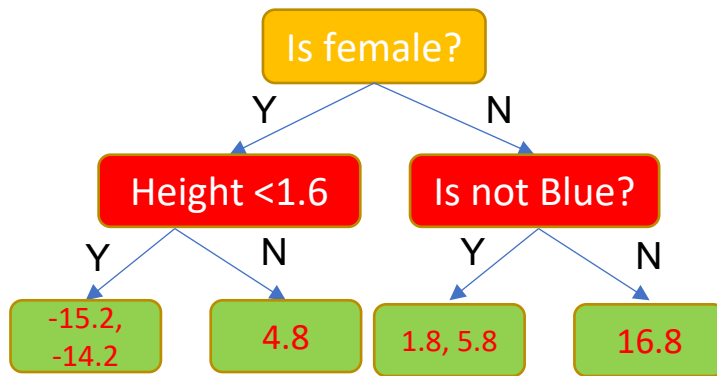 Is female?
Y
N
Height <1.6
Is not Blue?
Y
N
Y
N
-15.2,
-14.2
4.8
1.8, 5.8
16.8